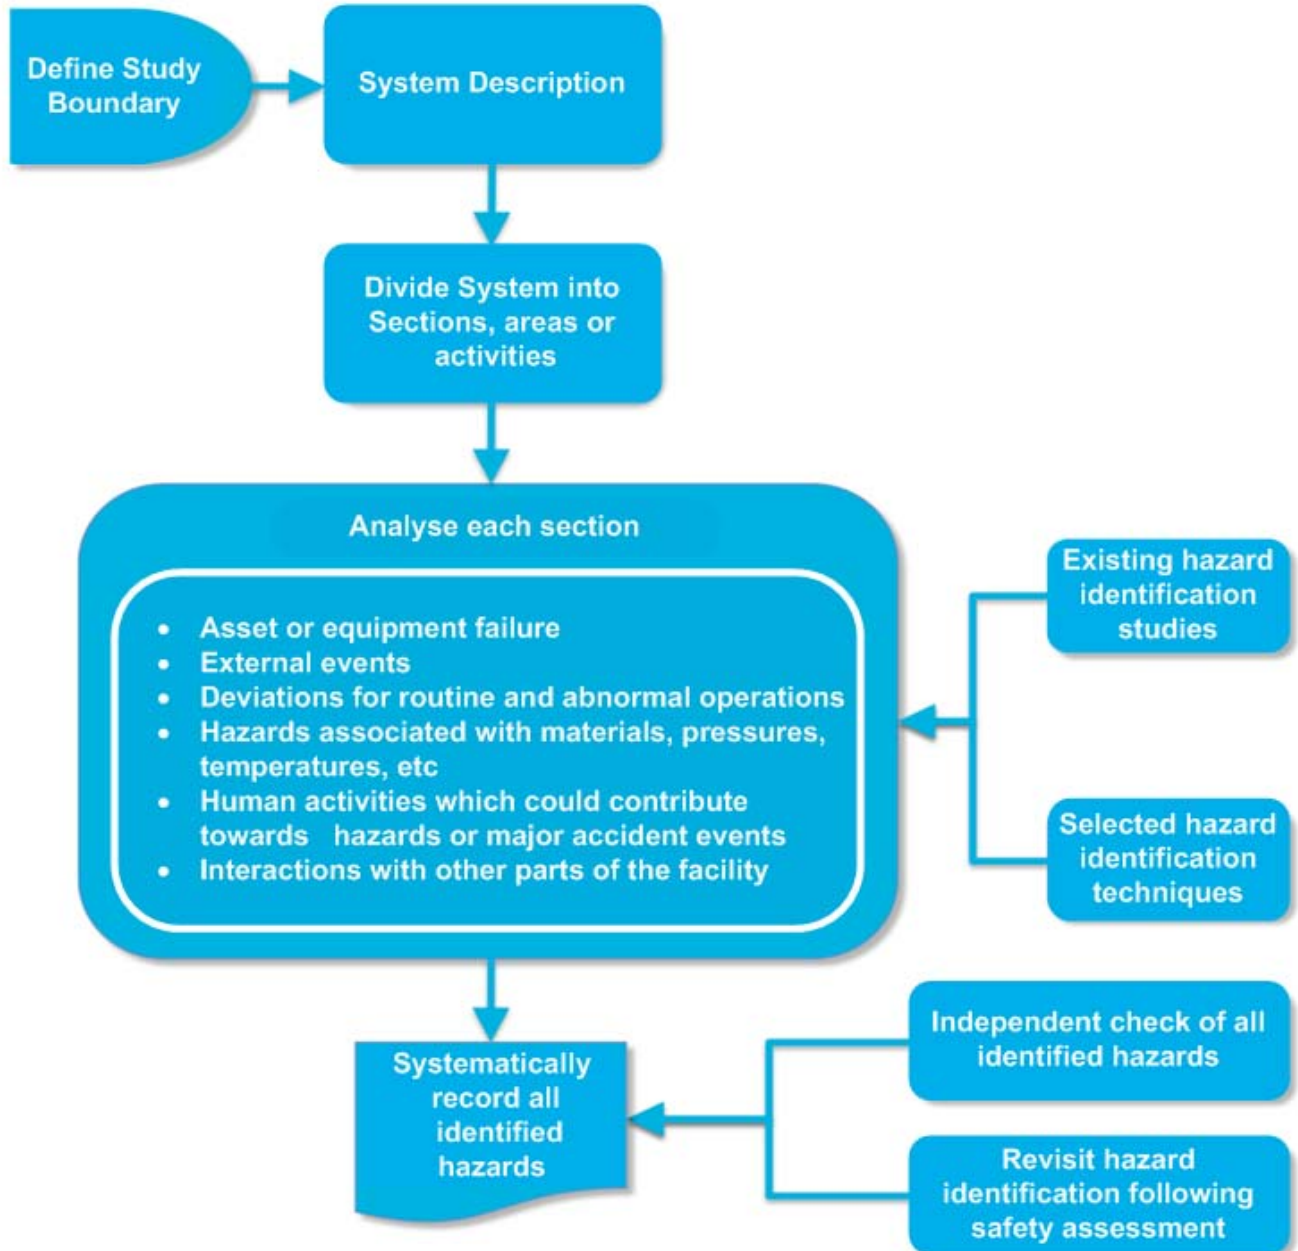 Define Study
Boundary
System Description
Divide System into
Sections, areas or
activities
Analyse each section
• Asset or equipment failure
• External events
• Deviations for routine and abnormal operations
• Hazards associated with materials, pressures,
temperatures, etc
• Human activities which could contribute
towards hazards or major accident events
• Interactions with other parts of the facility
Existing hazard
identification
studies
Selected hazard
identification
techniques
Systematically
record all
identified
hazards
Independent check of all
identified hazards
Revisit hazard
identification following
safety assessment